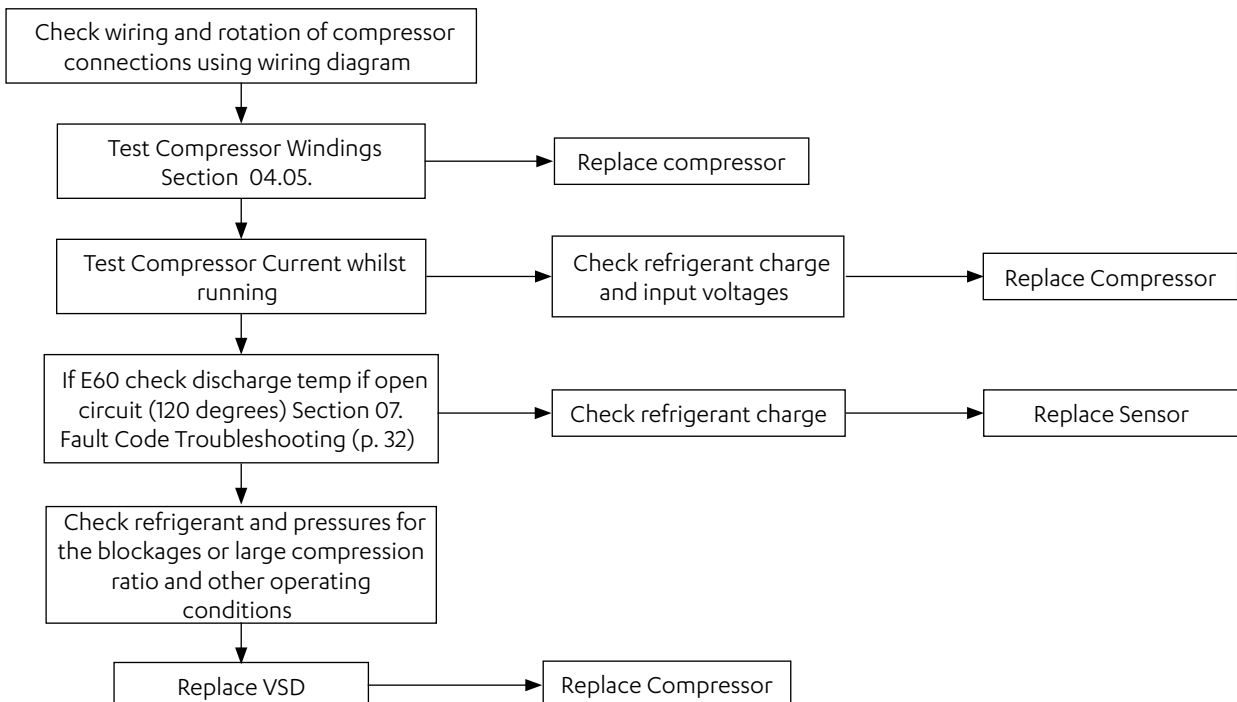 Check wiring and rotation of compressor
connections using wiring diagram
Test Compressor Windings
Section 04.05.
Replace compressor
Test Compressor Current whilst
running
Check refrigerant charge
and input voltages
Replace Compressor
If E60 check discharge temp if open
circuit (120 degrees) Section 07.
Fault Code Troubleshooting (p. 32)
Check refrigerant charge
Replace Sensor
Check refrigerant and pressures for
the blockages or large compression
ratio and other operating
conditions
Replace VSD
Replace Compressor